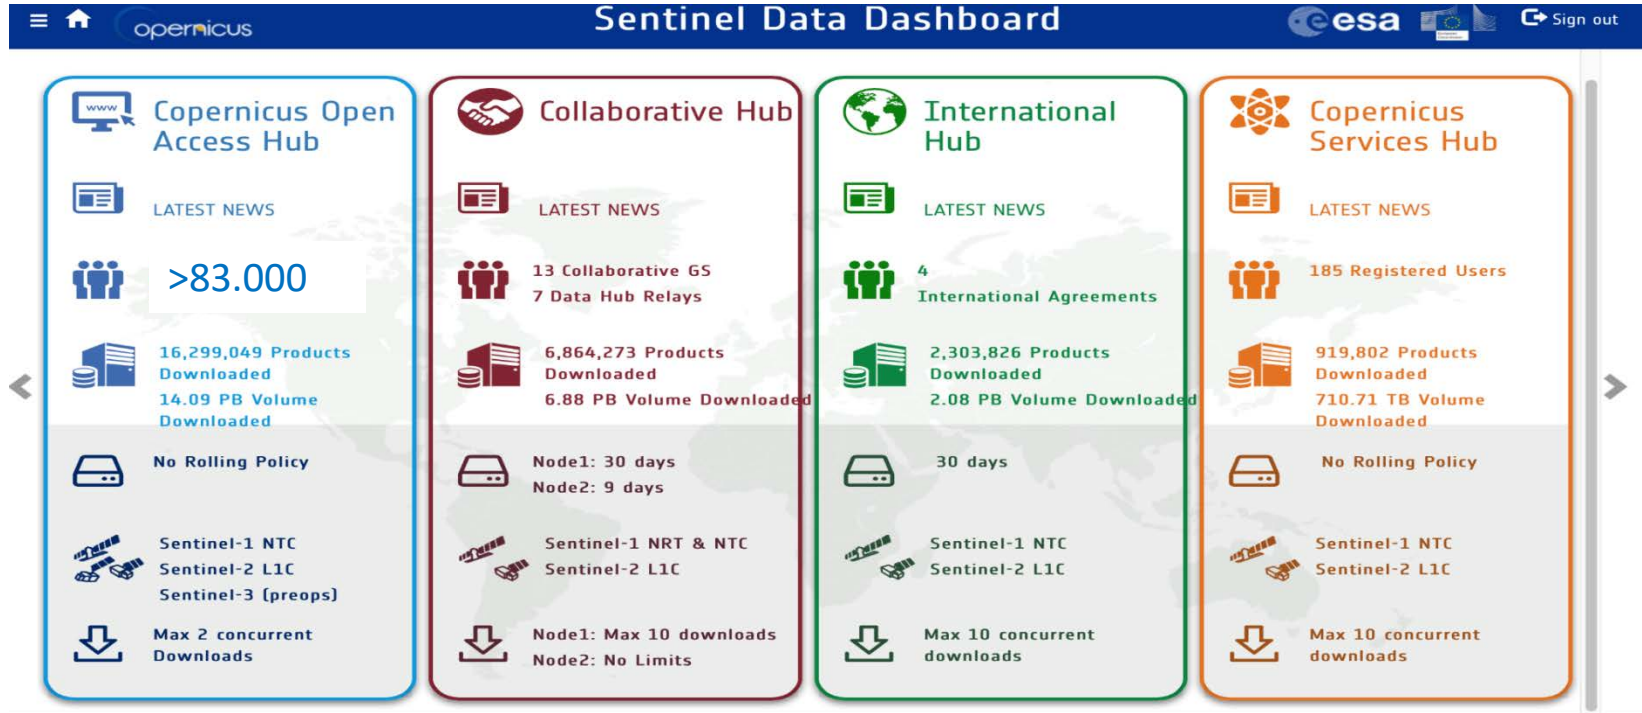 opernicus
Sentinel Data Dashboard
esa
Sign out
www
Copernicus Open
Access Hub
LATEST NEWS
>83.000
16,299,049 Products
Downloaded
14.09 PB Volume
Downloaded
No Rolling Policy
Sentinel-1 NTC
Sentinel-2 L1C
Sentinel-3 (preops)
Max 2 concurrent
Downloads
Collaborative Hub
LATEST NEWS
13 Collaborative GS
7 Data Hub Relays
6,864,273 Products
Downloaded
6.88 PB Volume Downloaded
Node1: 30 days
Node2: 9 days
Sentinel-1 NRT & NTC
Sentinel-2 L1C
Node1: Max 10 downloads
Node2: No Limits
International
Hub
LATEST NEWS
4
International Agreements
2,303,826 Products
Downloaded
2.08 PB Volume Downloaded
30 days
Sentinel-1 NTC
Sentinel-2 L1C
Max 10 concurrent
downloads
Copernicus
Services Hub
LATEST NEWS
185 Registered Users
919,802 Products
Downloaded
710.71 TB Volume
Downloaded
No Rolling Policy
Sentinel-1 NTC
Sentinel-2 L1C
Max 10 concurrent
downloads